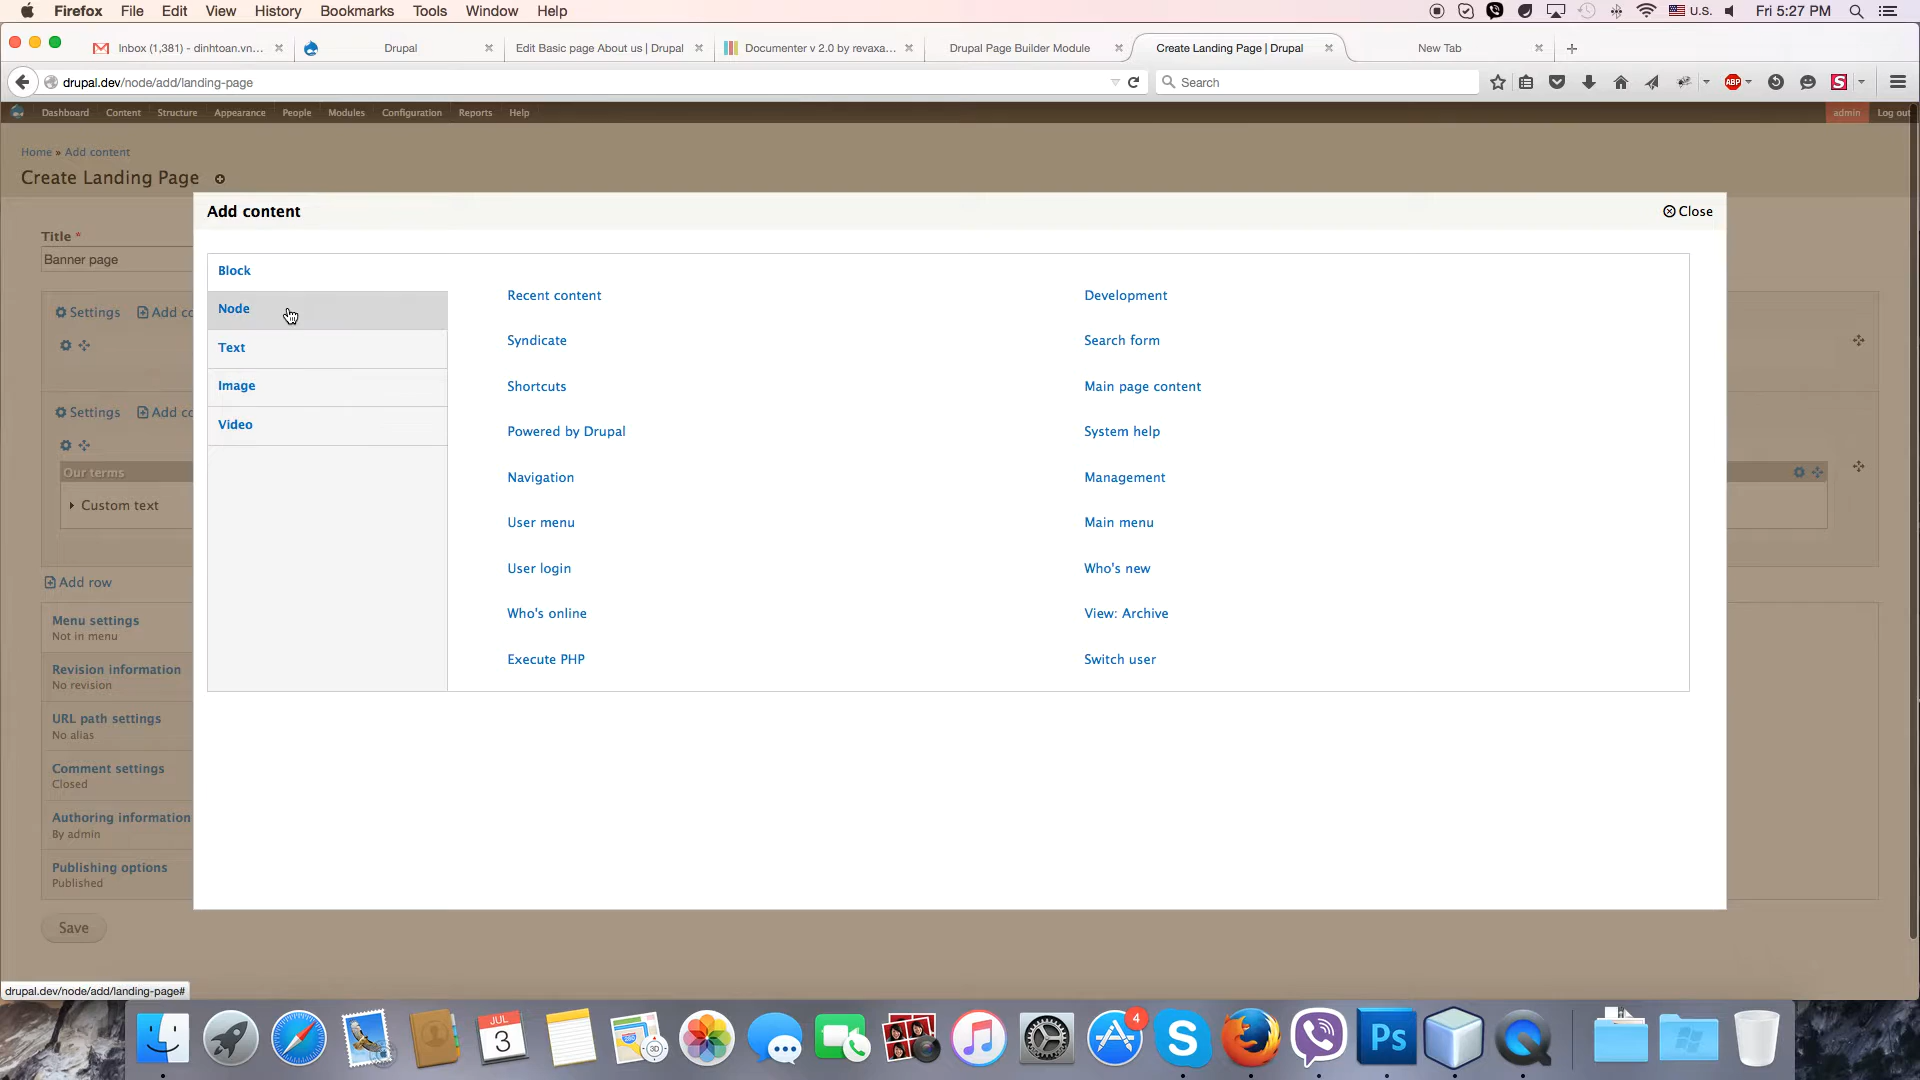 Firefox File Edit View History Bookmarks Tools Window Help U.S. Fri 5:27 PM
Inbox (1,381) - dinhtoan.vn... Drupal Edit Basic page About us | Drupal Documenter v 2.0 by revaxa... Drupal Page Builder Module Create Landing Page | Drupal New Tab
drupal.dev/node/add/landing-page Search ABP S
Dashboard Content Structure Appearance People Modules Configuration Reports Help admin Log out
Home » Add content
Create Landing Page
Add content Close
Title *
Banner page
Block
Node
Text
Image
Video
Recent content Development
Syndicate Search form
Shortcuts Main page content
Powered by Drupal System help
Navigation Management
User menu Main menu
User login Who's new
Who's online View: Archive
Execute PHP Switch user
Settings Add co
Settings Add co
Our terms
Custom text
Add row
Menu settings
Not in menu
Revision information
No revision
URL path settings
No alias
Comment settings
Closed
Authoring information
By admin
Publishing options
Published
Save
drupal.dev/node/add/landing-page#
JUL
3
3D
4
Ps